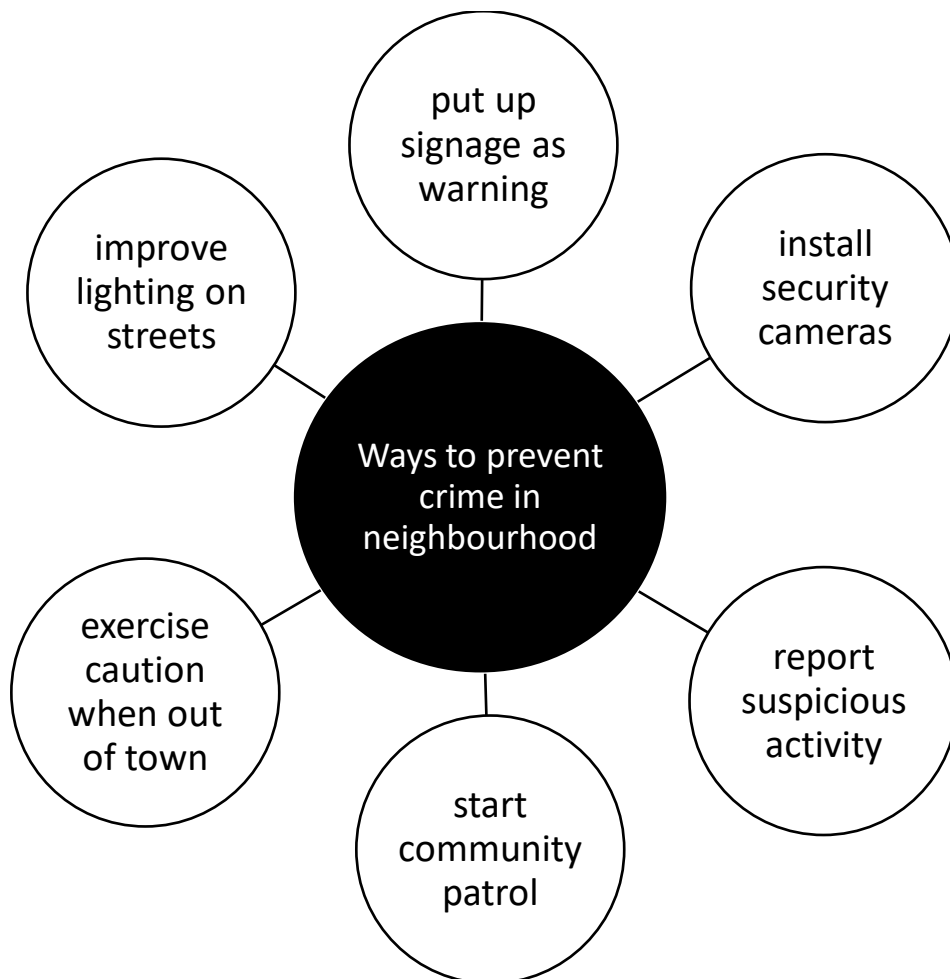 put up
signage as
warning
install
security
cameras
report
suspicious
activity
start
community
patrol
exercise
caution
when out
of town
improve
lighting on
streets
Ways to prevent
crime in
neighbourhood